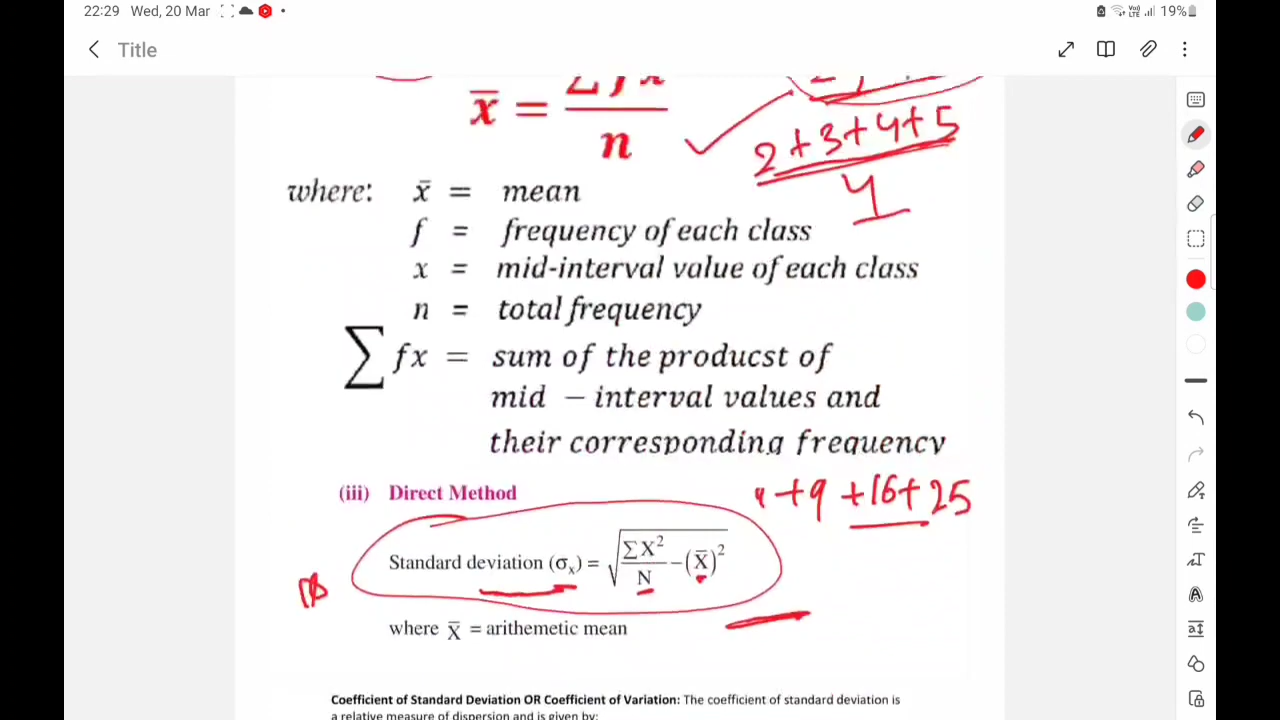 22:29 Wed, 20 Mar
19%
Title
x̄ = Σfx / n
2+3+4+5
4
where: x̄ = mean
f = frequency of each class
x = mid-interval value of each class
n = total frequency
∑ fx = sum of the producst of
mid – interval values and
their corresponding frequency
(iii) Direct Method
4+9+16+25
Standard deviation (σx) = √(ΣX²/N − (X̄)²)
where X̄ = arithemetic mean
Coefficient of Standard Deviation OR Coefficient of Variation: The coefficient of standard deviation is
a relative measure of dispersion and is given by: